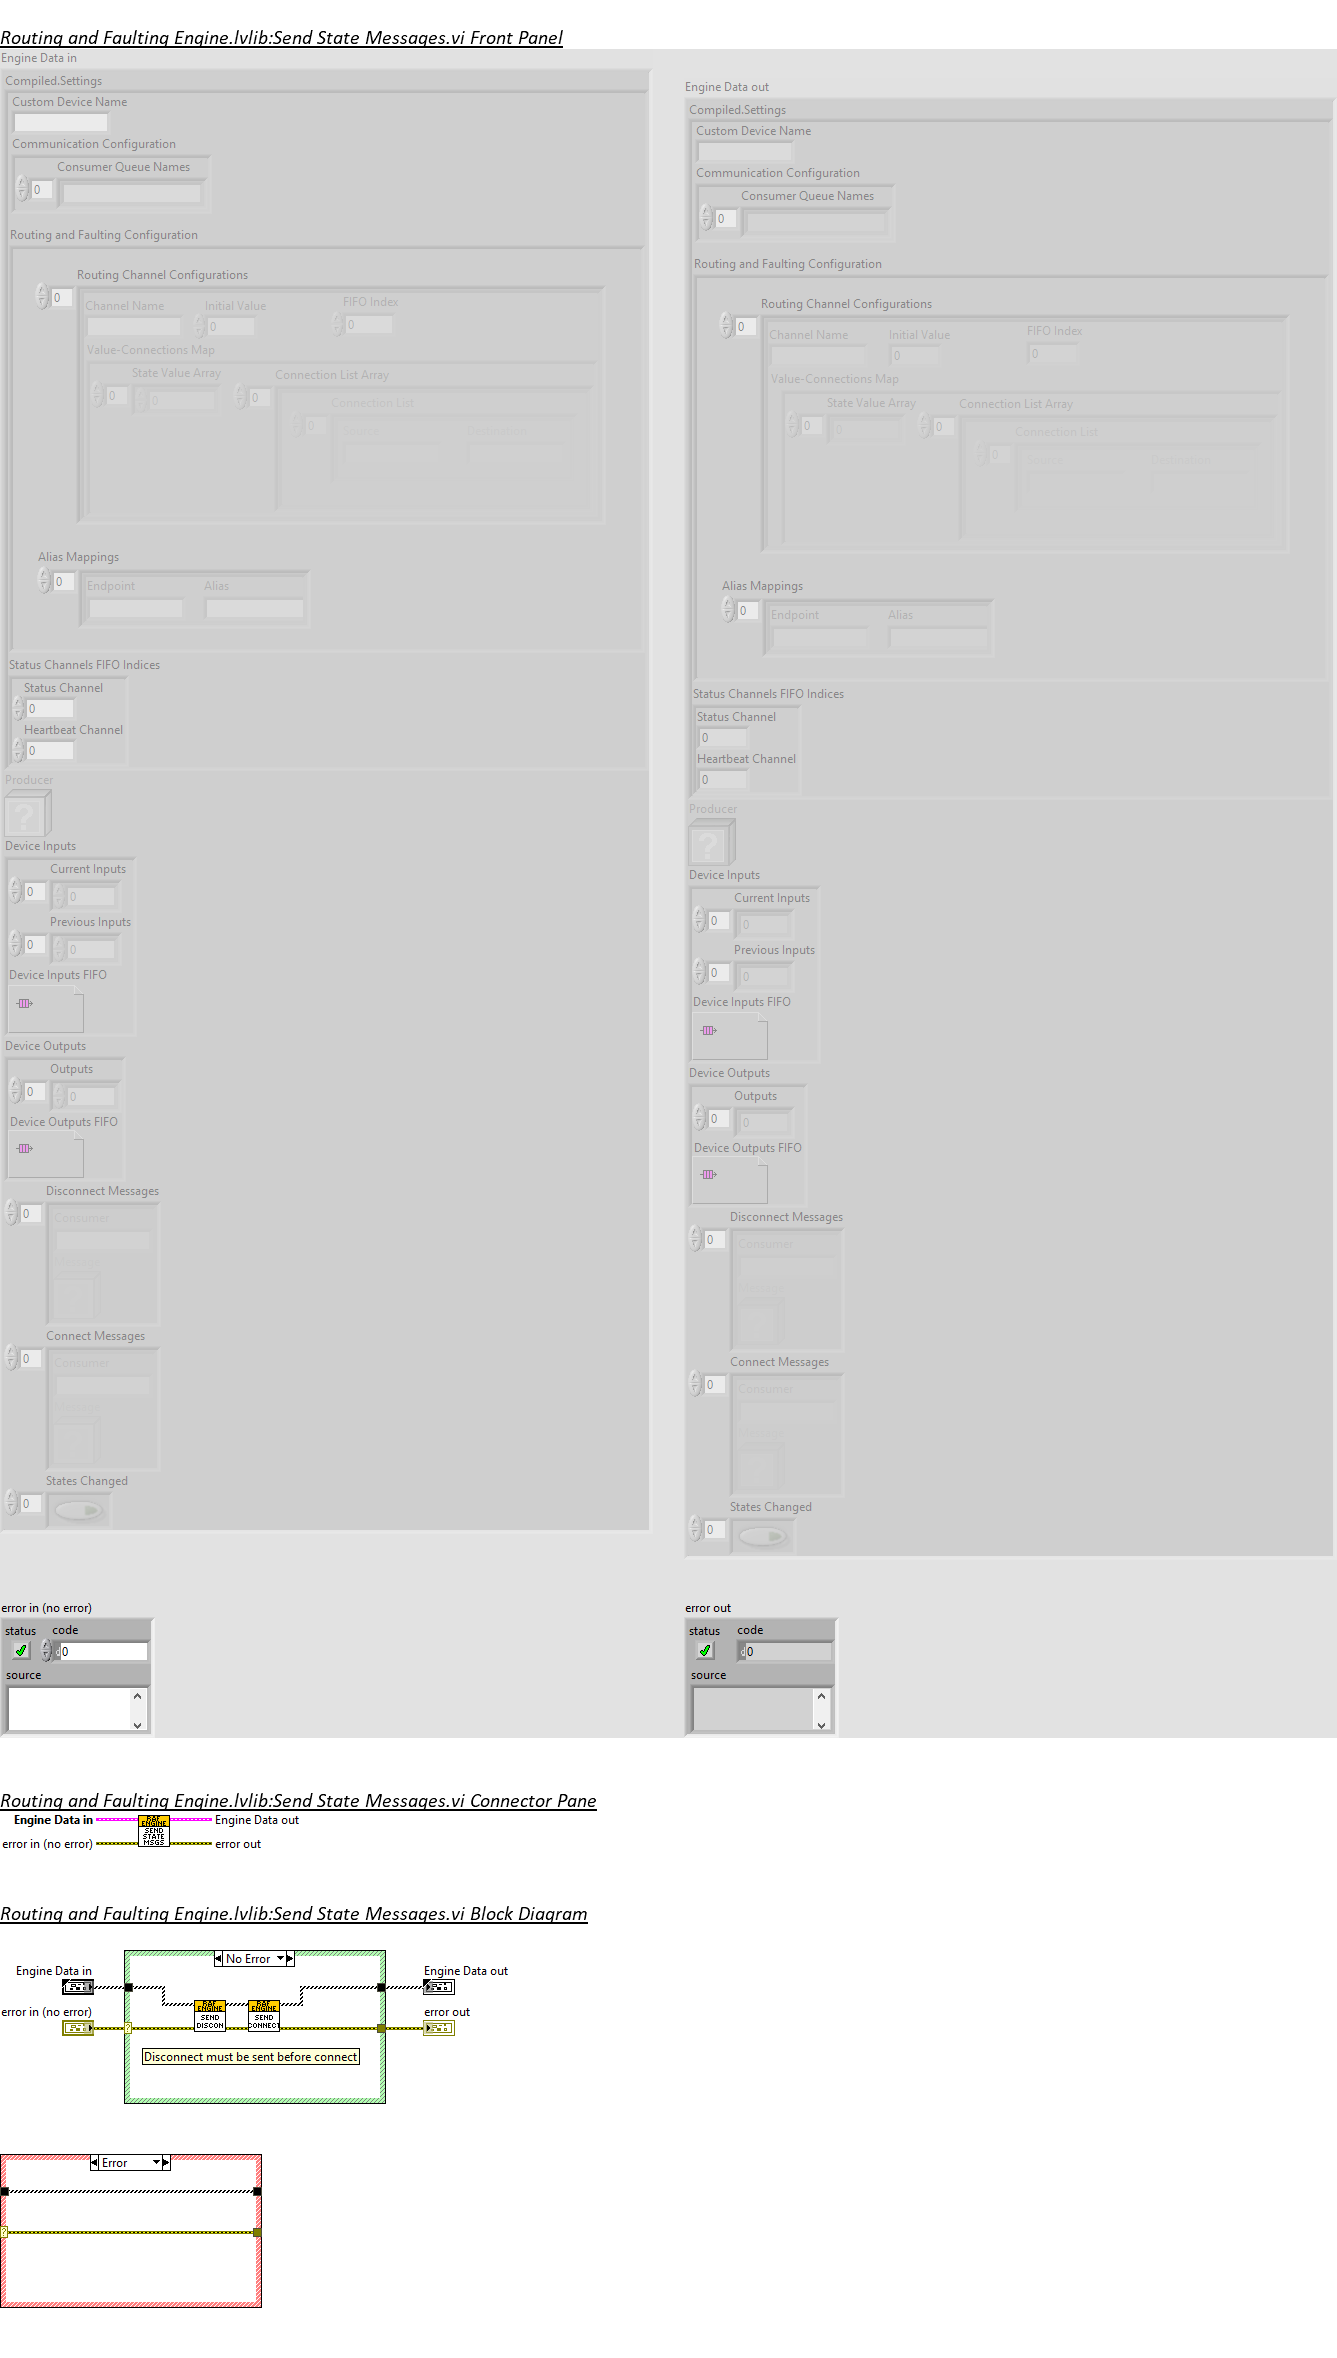 Routing and Faulting Engine.lvlib:Send State Messages.vi Front Panel
Engine Data in
Compiled.Settings
Custom Device Name
Communication Configuration
Consumer Queue Names
0
Routing and Faulting Configuration
Routing Channel Configurations
0
Channel Name Initial Value FIFO Index
0 0
Value-Connections Map
State Value Array Connection List Array
0 0 0
Connection List
0
Alias Mappings
0
Endpoint Alias
Status Channels FIFO Indices
Status Channel
0
Heartbeat Channel
0
Producer
?
Device Inputs
Current Inputs
0 0
Previous Inputs
0 0
Device Inputs FIFO
Device Outputs
Outputs
0 0
Device Outputs FIFO
Disconnect Messages
0
Consumer
Connect Messages
0
Consumer
States Changed
0
Engine Data out
Compiled.Settings
Custom Device Name
Communication Configuration
Consumer Queue Names
0
Routing and Faulting Configuration
Routing Channel Configurations
0
Channel Name Initial Value FIFO Index
0 0
Value-Connections Map
State Value Array Connection List Array
0 0 0
Connection List
0
Source Destination
Alias Mappings
0
Endpoint Alias
Status Channels FIFO Indices
Status Channel
0
Heartbeat Channel
0
Producer
?
Device Inputs
Current Inputs
0 0
Previous Inputs
0 0
Device Inputs FIFO
Device Outputs
Outputs
0 0
Device Outputs FIFO
Disconnect Messages
0
Consumer
Connect Messages
0
Consumer
States Changed
0
error in (no error)
status code
d0
source
error out
status code
d0
source
Routing and Faulting Engine.lvlib:Send State Messages.vi Connector Pane
Engine Data in
error in (no error)
RAF
ENGINE
SEND
STATE
MSGS
Engine Data out
error out
Routing and Faulting Engine.lvlib:Send State Messages.vi Block Diagram
No Error
Engine Data in
error in (no error)
?
RAF
ENGINE
SEND
DISCON
RAF
ENGINE
SEND
CONNECT
Engine Data out
error out
Disconnect must be sent before connect
Error
?